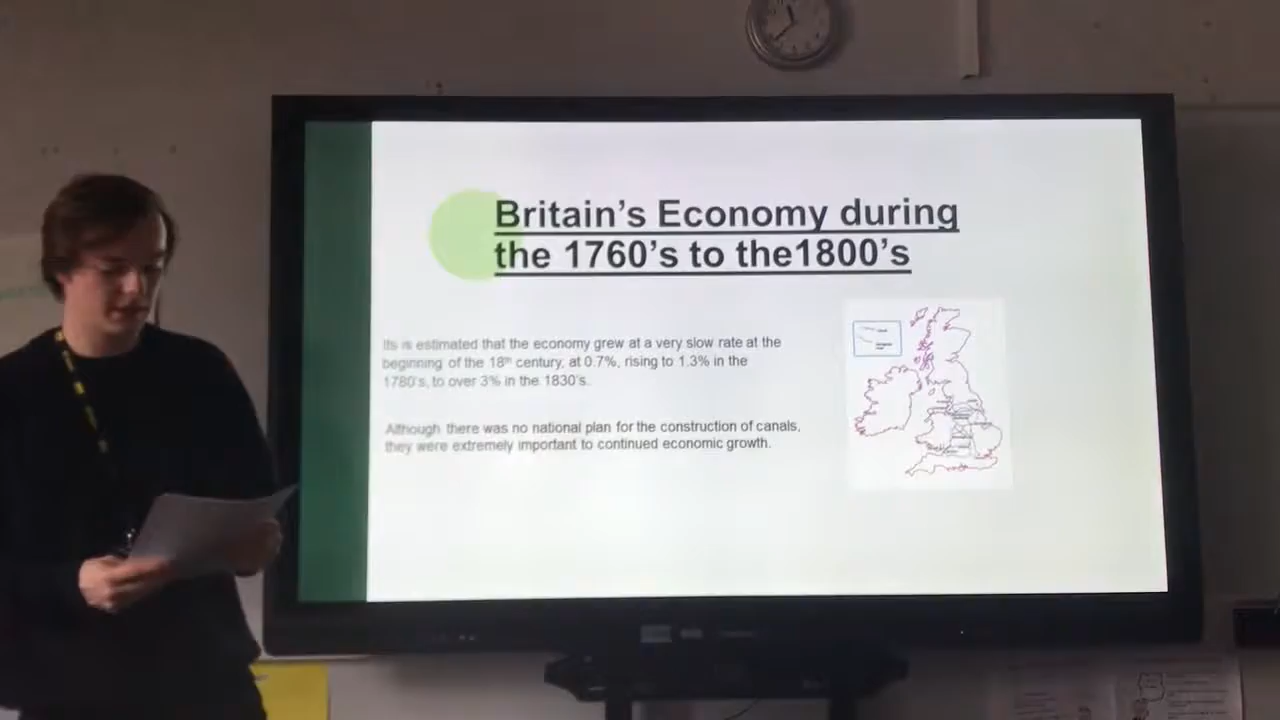 Britain's Economy during
the 1760's to the1800's
Its is estimated that the economy grew at a very slow rate at the
beginning of the 18th century, at 0.7%, rising to 1.3% in the
1780's, to over 3% in the 1830's.
Although there was no national plan for the construction of canals,
they were extremely important to continued economic growth.